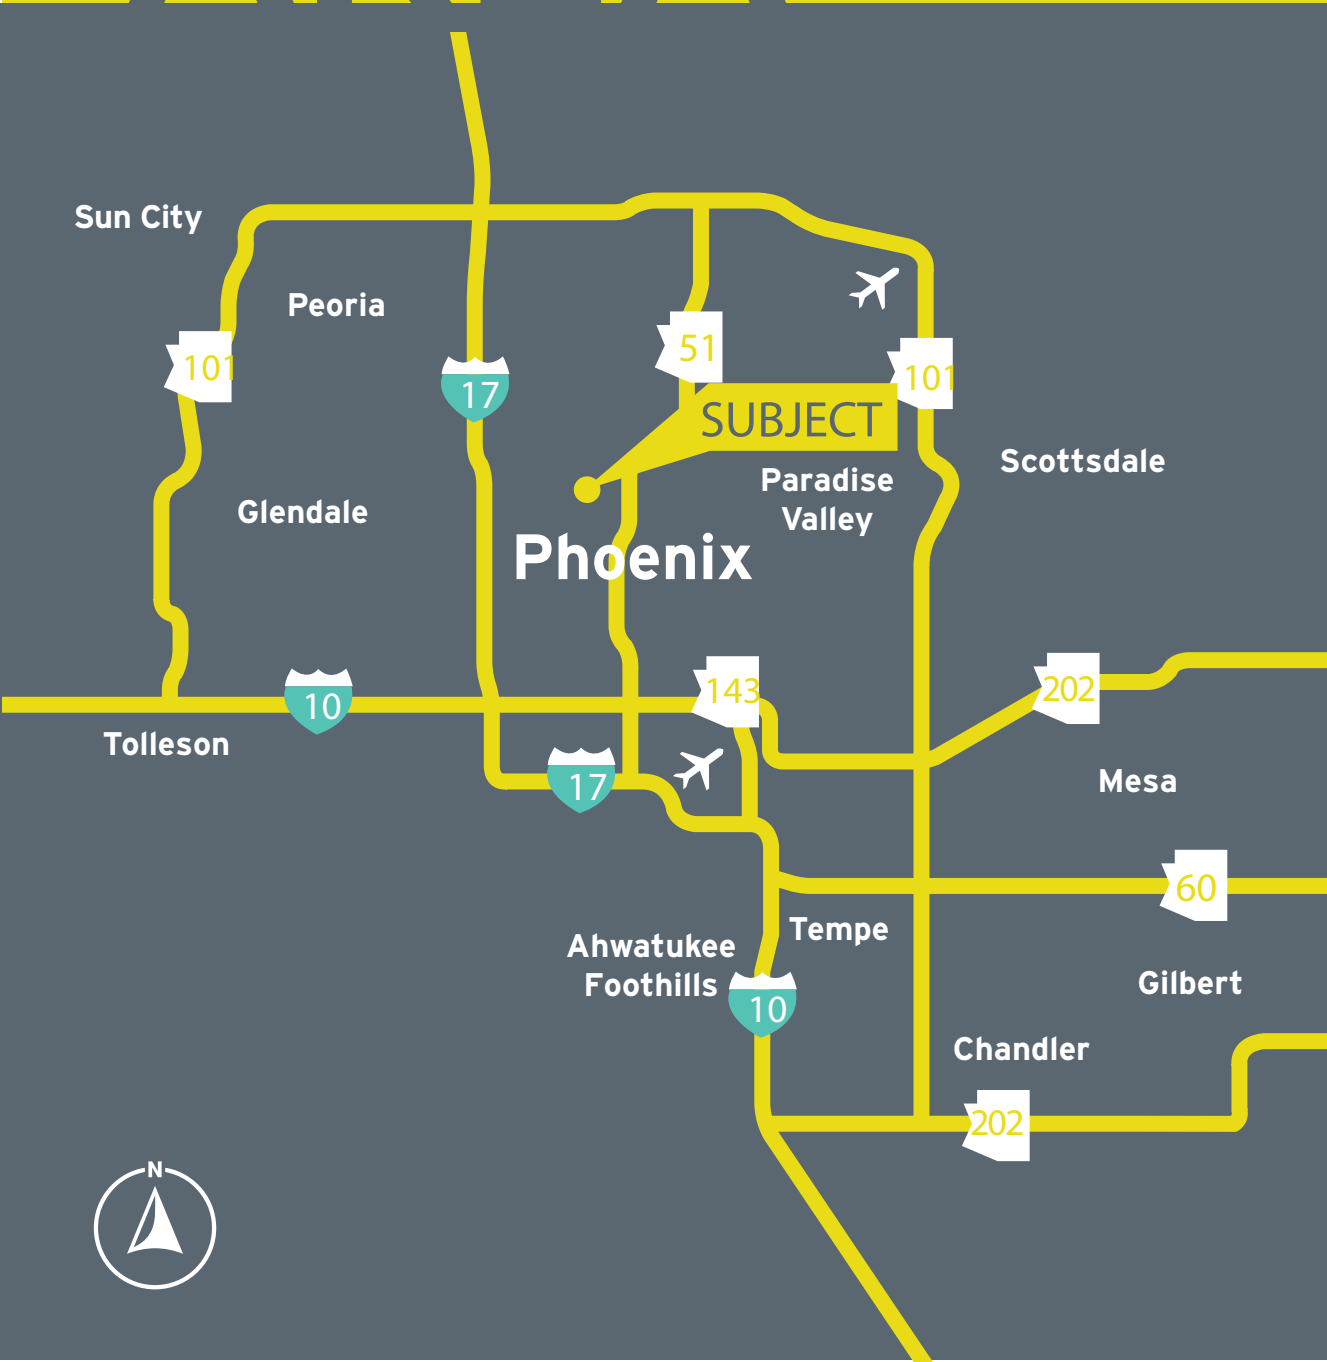 Sun City
Peoria
51
101
101
17
SUBJECT
Scottsdale
Paradise
Valley
Glendale
Phoenix
143
202
10
Tolleson
17
Mesa
60
Tempe
Ahwatukee
Foothills
Gilbert
10
Chandler
202
N